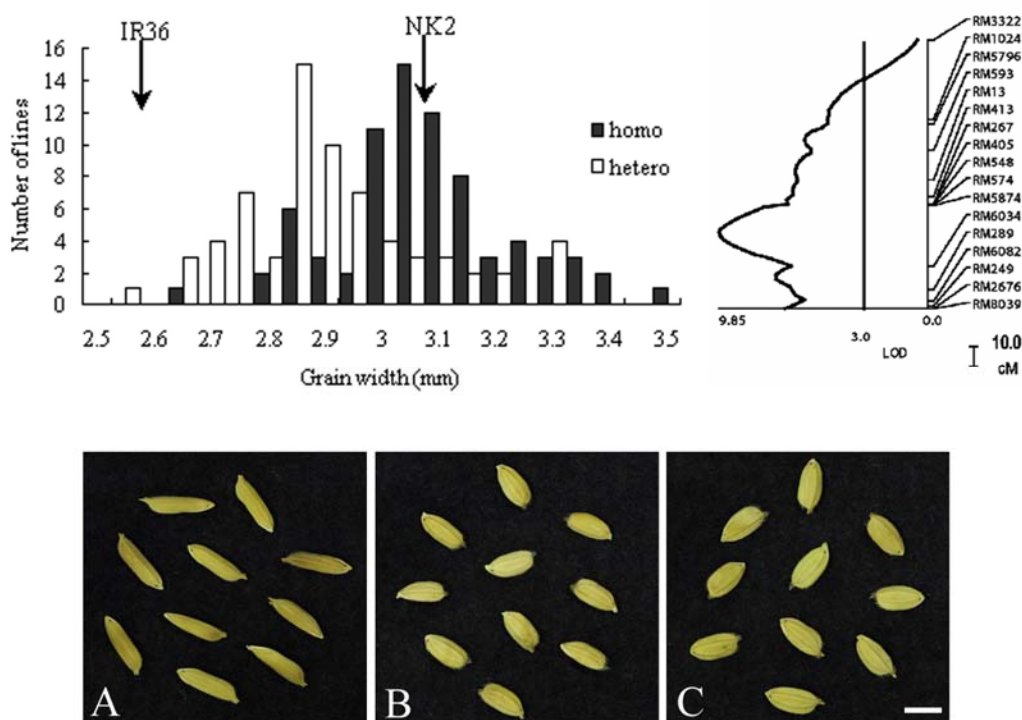 IR36
NK2
16
14
12
10
8
6
4
2
0
Number of lines
homo
hetero
2.5 2.6 2.7 2.8 2.9 3 3.1 3.2 3.3 3.4 3.5
Grain width (mm)
RM3322
RM1024
RM5796
RM593
RM13
RM413
RM267
RM405
RM548
RM574
RM5874
RM6034
RM289
RM6082
RM249
RM2676
RM8039
9.85 3.0 0.0
LOD
10.0
cM
A B C